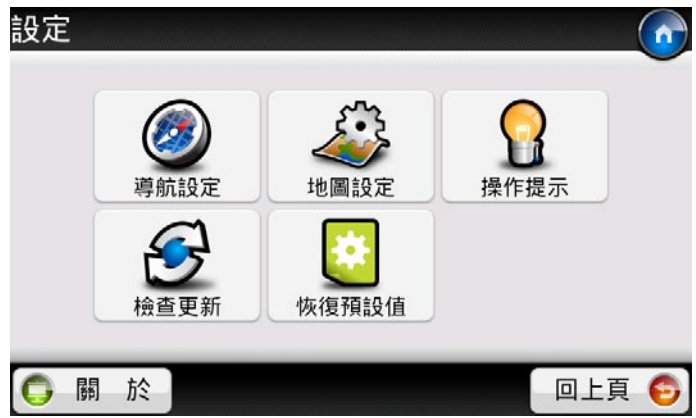 設定
導航設定
地圖設定
操作提示
檢查更新
恢復預設值
關於
回上頁